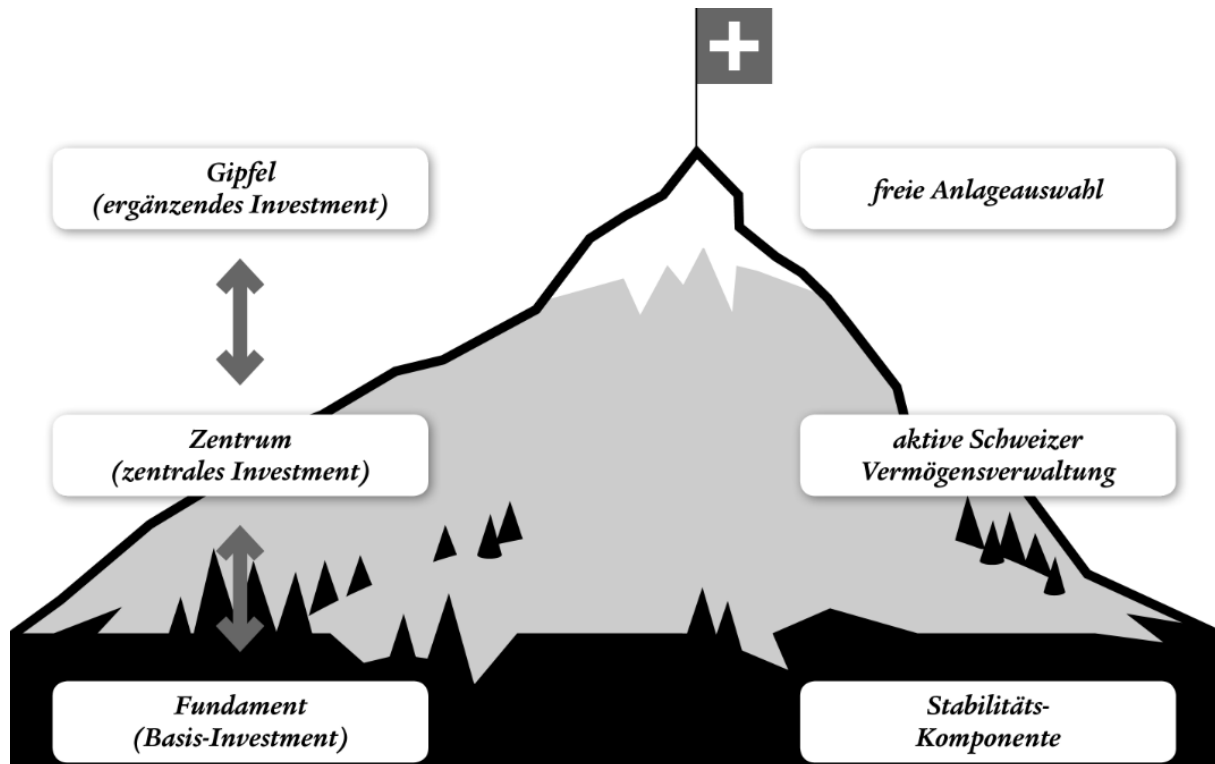 Gipfel
(ergänzendes Investment)
freie Anlageauswahl
Zentrum
(zentrales Investment)
aktive Schweizer
Vermögensverwaltung
Fundament
(Basis-Investment)
Stabilitäts-
Komponente